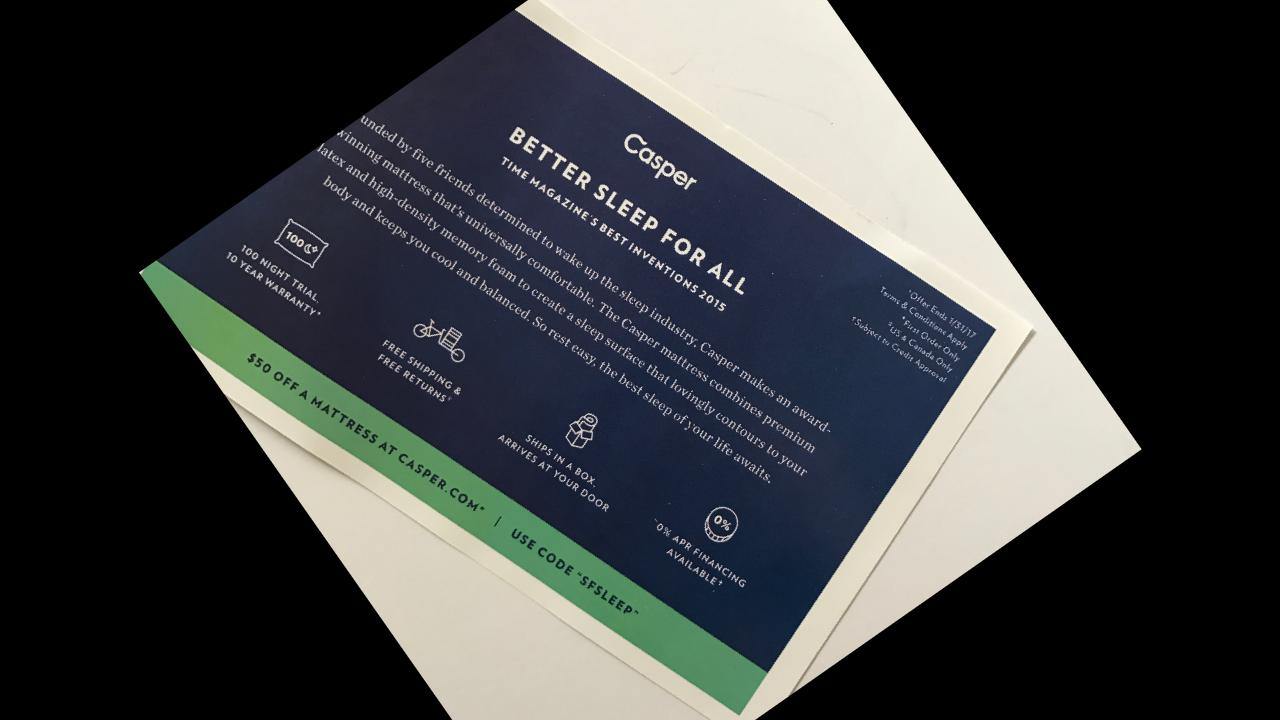 Casper
BETTER SLEEP FOR ALL
TIME MAGAZINE'S BEST INVENTIONS 2015
unded by five friends determined to wake up the sleep industry. Casper makes an award-
winning mattress that's universally comfortable. The Casper mattress combines premium
latex and high-density memory foam to create a sleep surface that lovingly contours to your
body and keeps you cool and balanced. So rest easy, the best sleep of your life awaits.
100
100 NIGHT TRIAL
10 YEAR WARRANTY*
FREE SHIPPING &
FREE RETURNS‡
SHIPS IN A BOX,
ARRIVES AT YOUR DOOR
0%
0% APR FINANCING
AVAILABLE†
*Offer Ends 1/31/17
Terms & Conditions Apply
*First Order Only
‡US & Canada Only
†Subject to Credit Approval
$50 OFF A MATTRESS AT CASPER.COM* | USE CODE "SFSLEEP"